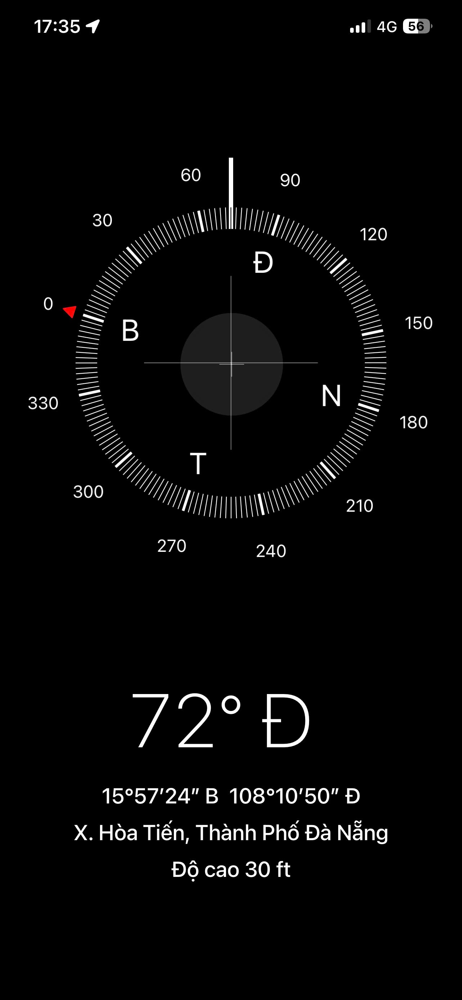 17:35 4G 56
60 90
30 120
0 150
Đ
B
N
330 180
T
300 210
270 240
72° Đ
15°57’24” B 108°10’50” Đ
X. Hòa Tiến, Thành Phố Đà Nẵng
Độ cao 30 ft